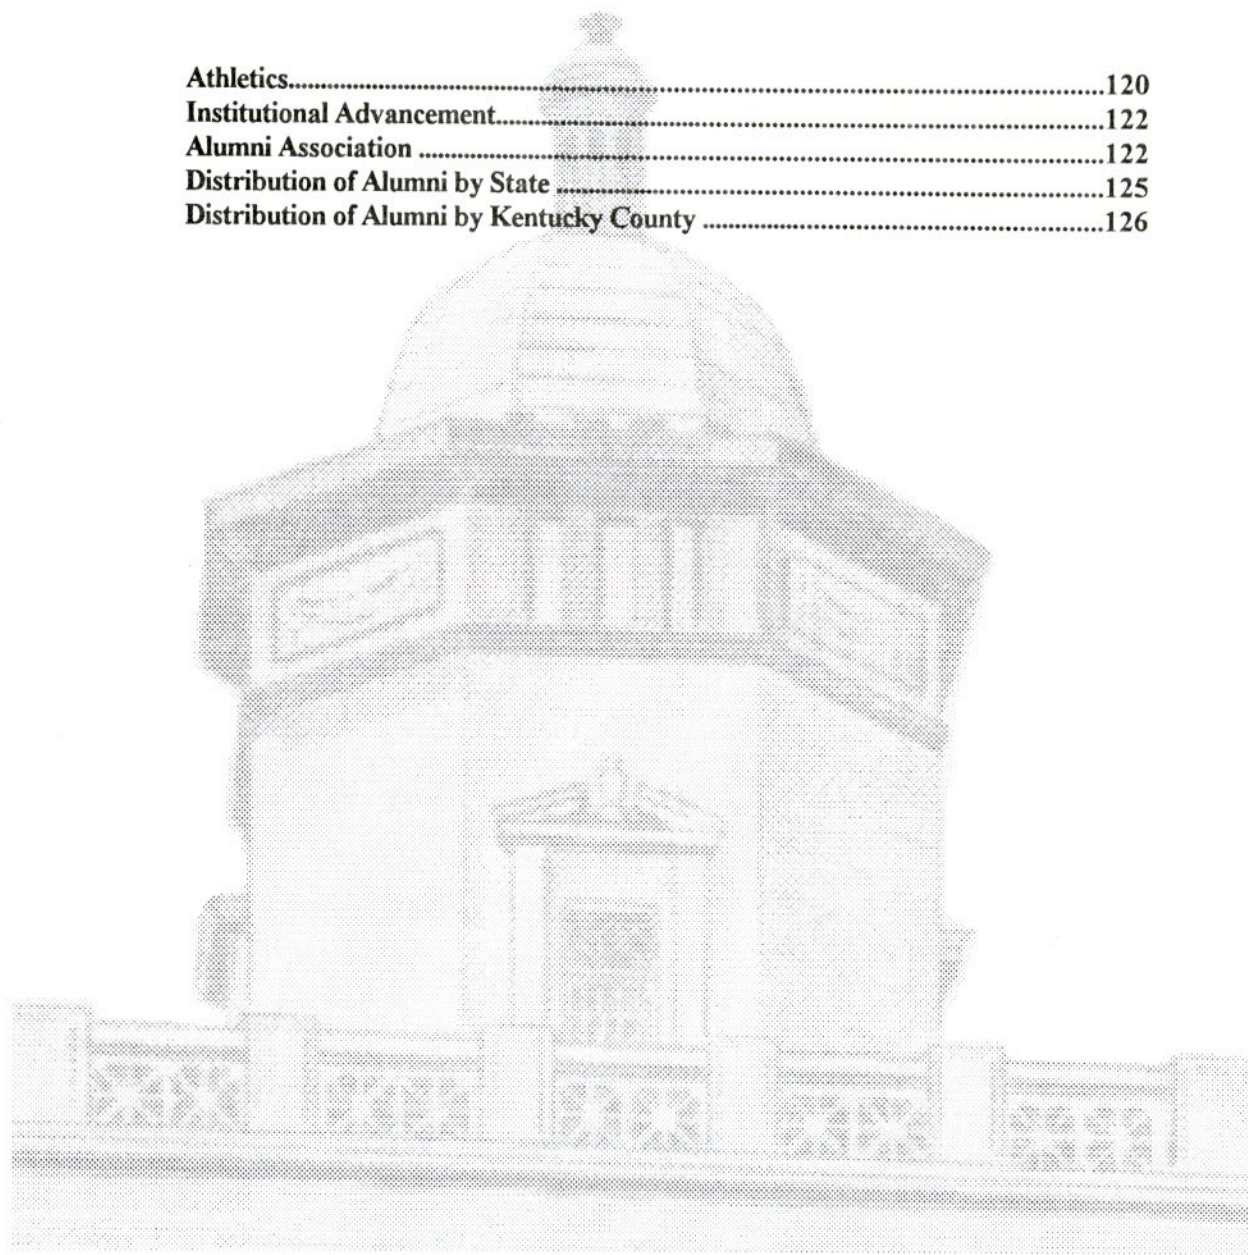 Athletics....................................................................................................120
Institutional Advancement..........................................................................122
Alumni Association ....................................................................................122
Distribution of Alumni by State ..................................................................125
Distribution of Alumni by Kentucky County ................................................126